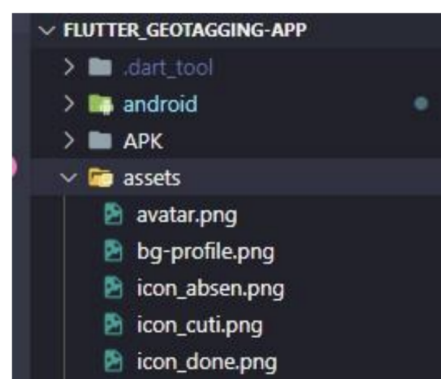 FLUTTER_GEOTAGGING-APP
.dart_tool
android
APK
assets
avatar.png
bg-profile.png
icon_absen.png
icon_cuti.png
icon_done.png